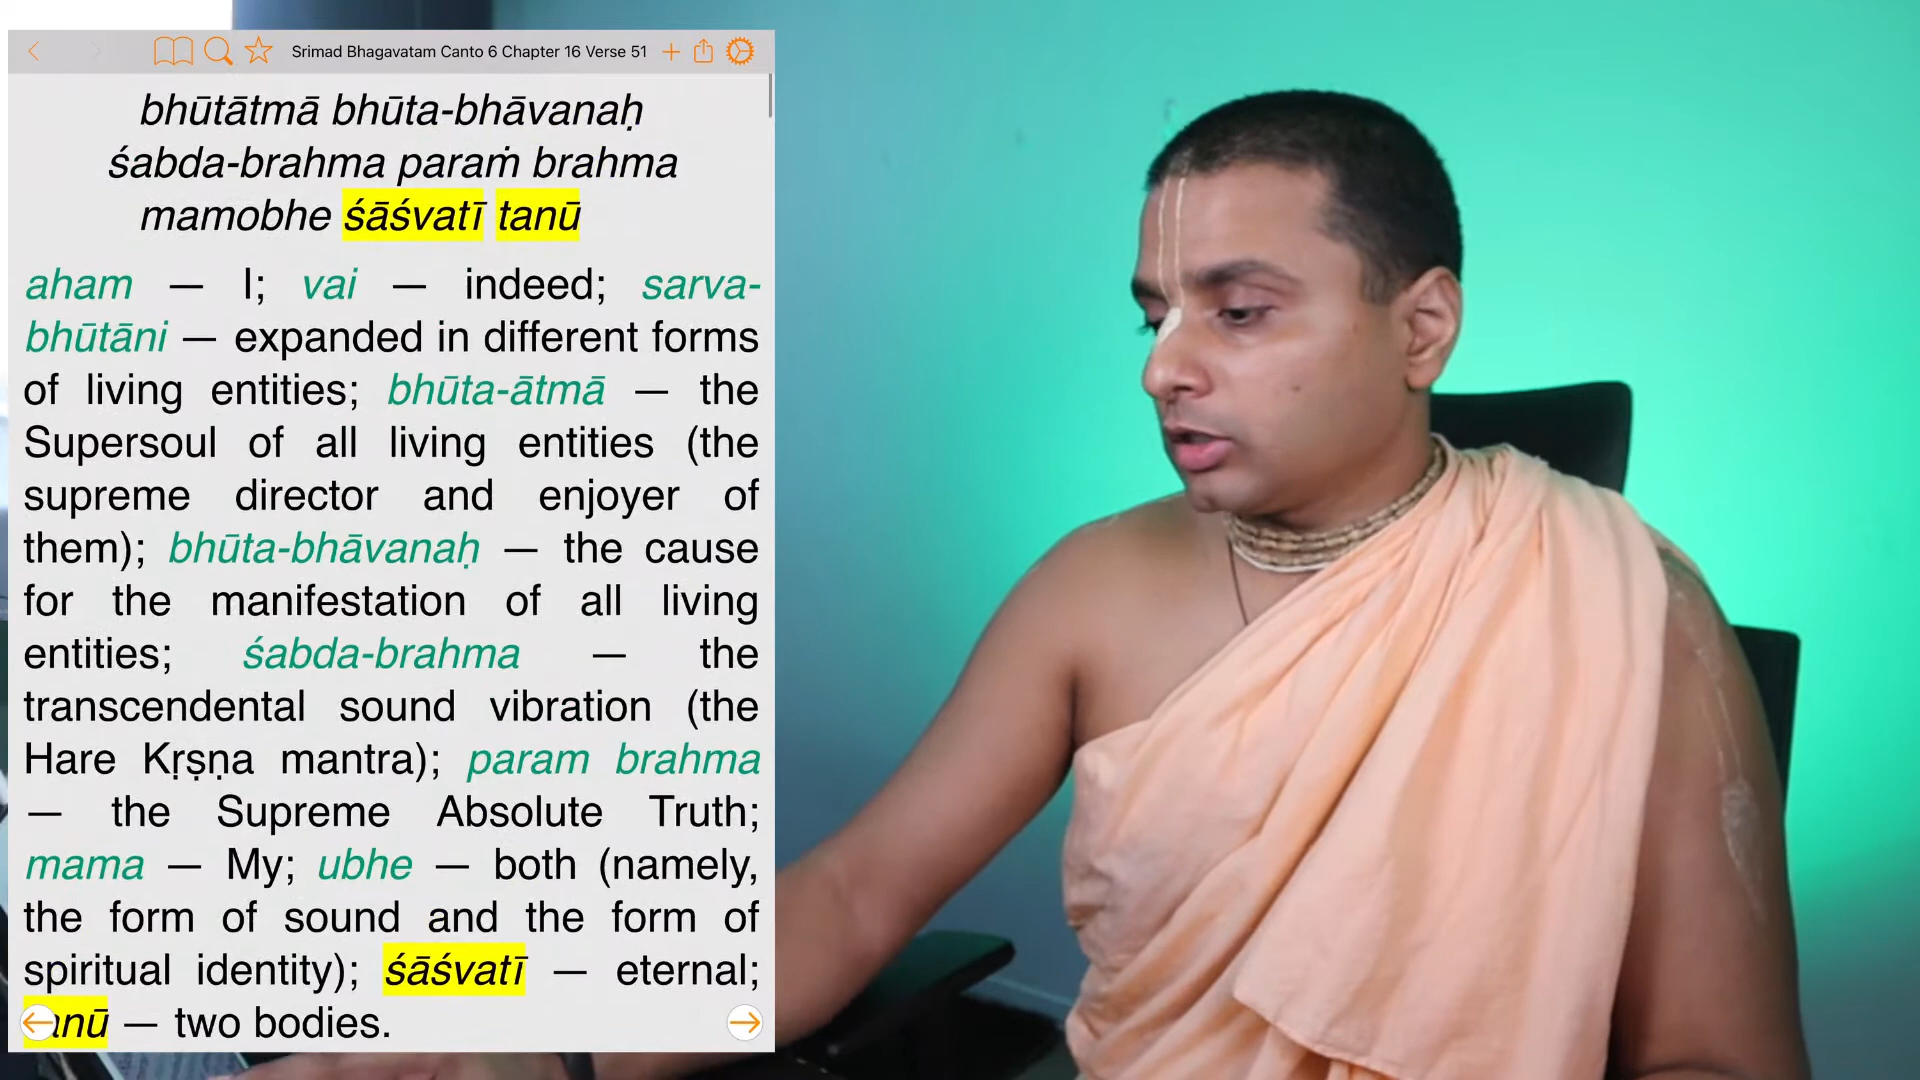 Srimad Bhagavatam Canto 6 Chapter 16 Verse 51
bhūtātmā bhūta-bhāvanaḥ
śabda-brahma paraṁ brahma
mamobhe śāśvatī tanū
aham — I; vai — indeed; sarva-
bhūtāni — expanded in different forms
of living entities; bhūta-ātmā — the
Supersoul of all living entities (the
supreme director and enjoyer of
them); bhūta-bhāvanaḥ — the cause
for the manifestation of all living
entities; śabda-brahma — the
transcendental sound vibration (the
Hare Kṛṣṇa mantra); param brahma
— the Supreme Absolute Truth;
mama — My; ubhe — both (namely,
the form of sound and the form of
spiritual identity); śāśvatī — eternal;
anū — two bodies.